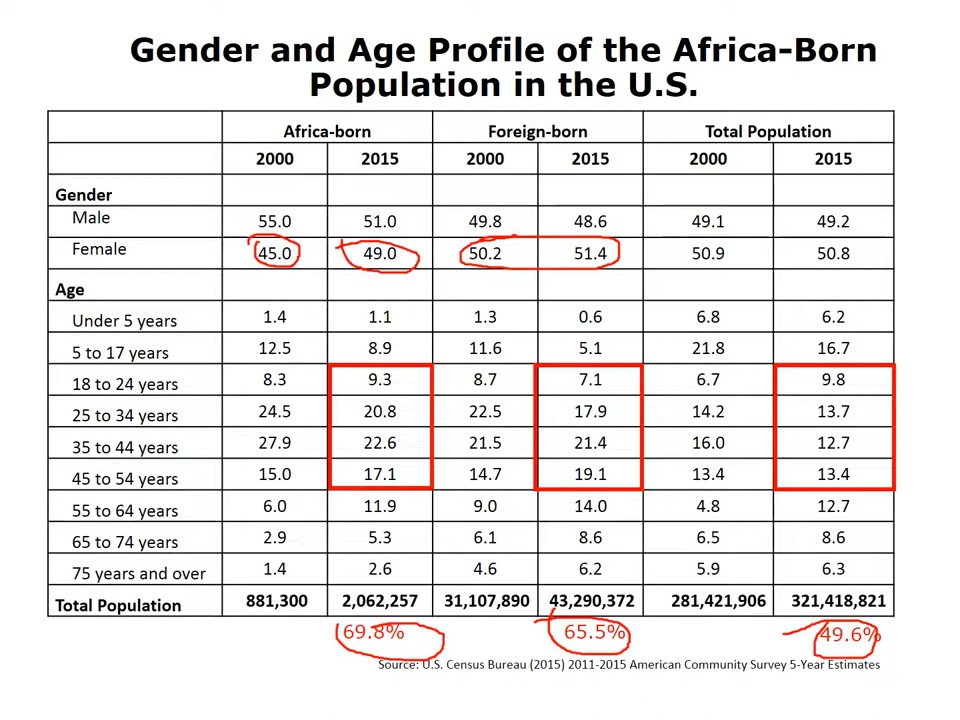 Gender and Age Profile of the Africa-Born
Population in the U.S.
Africa-born Foreign-born Total Population
2000 2015 2000 2015 2000 2015
Gender
Male 55.0 51.0 49.8 48.6 49.1 49.2
Female 45.0 49.0 50.2 51.4 50.9 50.8
Age
Under 5 years 1.4 1.1 1.3 0.6 6.8 6.2
5 to 17 years 12.5 8.9 11.6 5.1 21.8 16.7
18 to 24 years 8.3 9.3 8.7 7.1 6.7 9.8
25 to 34 years 24.5 20.8 22.5 17.9 14.2 13.7
35 to 44 years 27.9 22.6 21.5 21.4 16.0 12.7
45 to 54 years 15.0 17.1 14.7 19.1 13.4 13.4
55 to 64 years 6.0 11.9 9.0 14.0 4.8 12.7
65 to 74 years 2.9 5.3 6.1 8.6 6.5 8.6
75 years and over 1.4 2.6 4.6 6.2 5.9 6.3
Total Population 881,300 2,062,257 31,107,890 43,290,372 281,421,906 321,418,821
69.8% 65.5% 49.6%
Source: U.S. Census Bureau (2015) 2011-2015 American Community Survey 5-Year Estimates